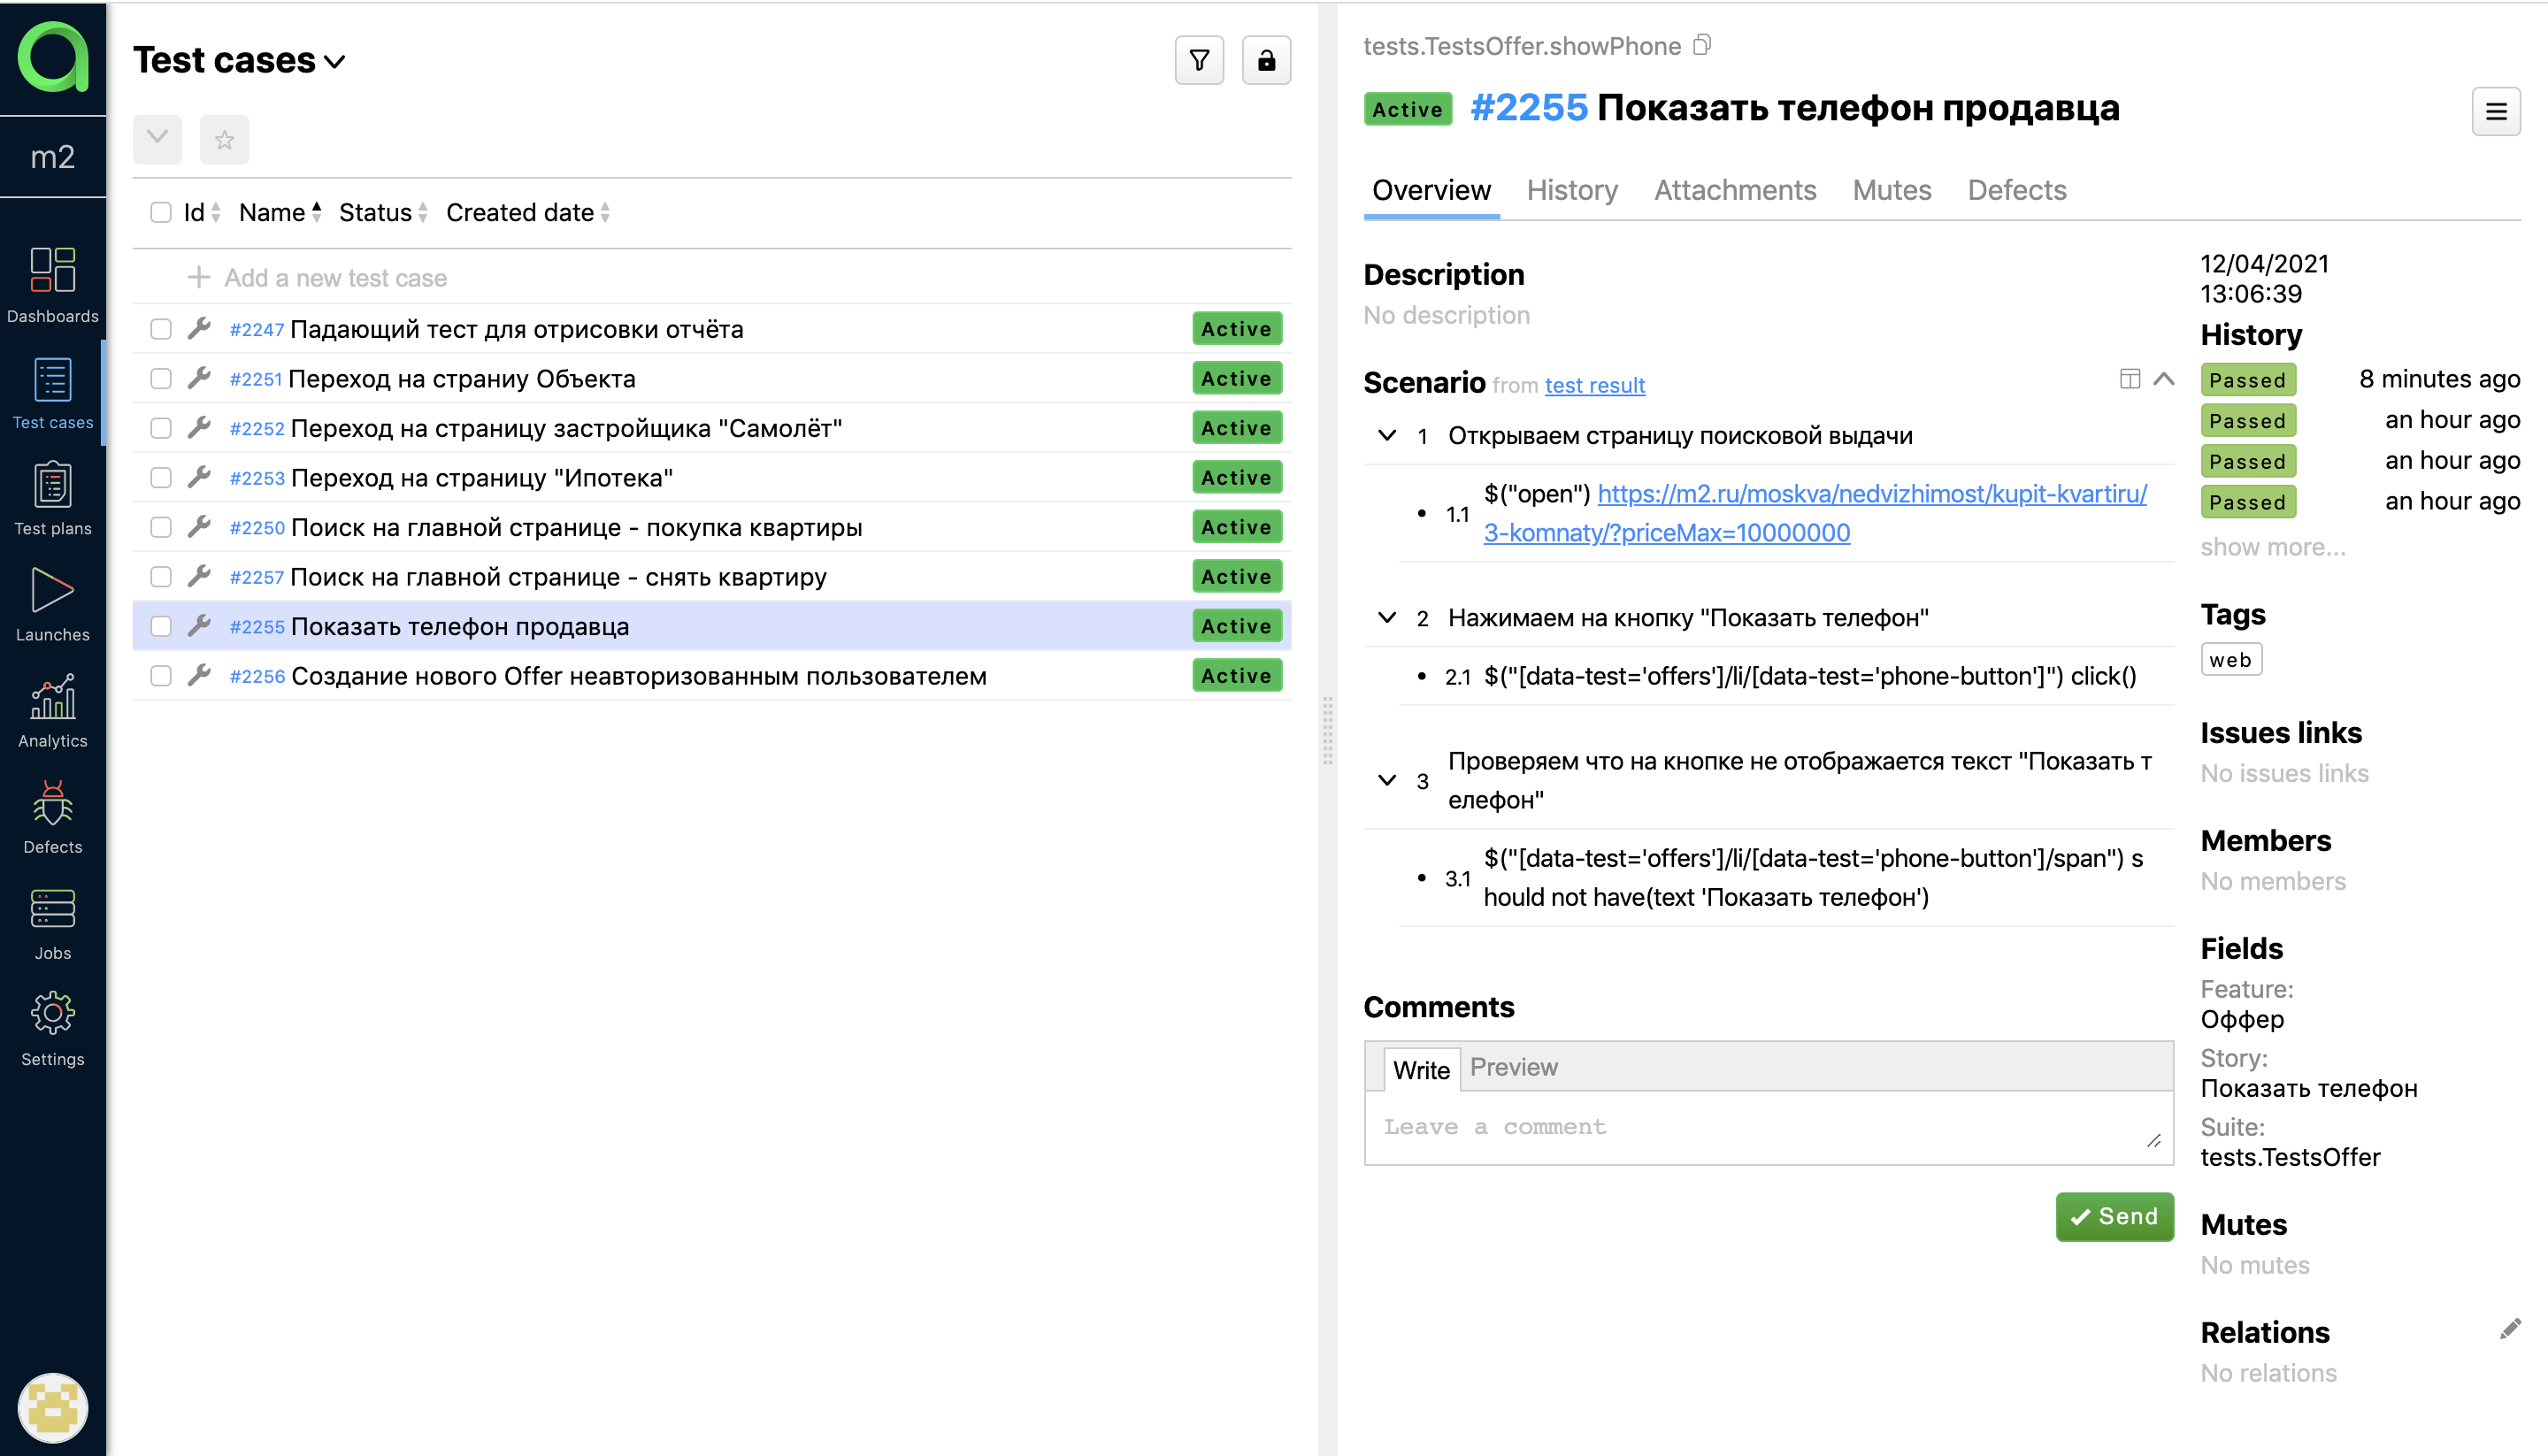 m2
Dashboards
Test cases
Test plans
Launches
Analytics
Defects
Jobs
Settings
Test cases
Id Name Status Created date
Add a new test case
#2247 Падающий тест для отрисовки отчёта Active
#2251 Переход на страниу Объекта Active
#2252 Переход на страницу застройщика "Самолёт" Active
#2253 Переход на страницу "Ипотека" Active
#2250 Поиск на главной странице - покупка квартиры Active
#2257 Поиск на главной странице - снять квартиру Active
#2255 Показать телефон продавца Active
#2256 Создание нового Offer неавторизованным пользователем Active
tests.TestsOffer.showPhone
Active #2255 Показать телефон продавца
Overview History Attachments Mutes Defects
Description
No description
Scenario from test result
1 Открываем страницу поисковой выдачи
• 1.1 $("open") https://m2.ru/moskva/nedvizhimost/kupit-kvartiru/
3-komnaty/?priceMax=10000000
2 Нажимаем на кнопку "Показать телефон"
• 2.1 $("[data-test='offers']/li/[data-test='phone-button']") click()
3 Проверяем что на кнопке не отображается текст "Показать т
елефон"
• 3.1 $("[data-test='offers']/li/[data-test='phone-button']/span") s
hould not have(text 'Показать телефон')
Comments
Write Preview
Leave a comment
Send
12/04/2021
13:06:39
History
Passed 8 minutes ago
Passed an hour ago
Passed an hour ago
Passed an hour ago
show more...
Tags
web
Issues links
No issues links
Members
No members
Fields
Feature:
Оффер
Story:
Показать телефон
Suite:
tests.TestsOffer
Mutes
No mutes
Relations
No relations